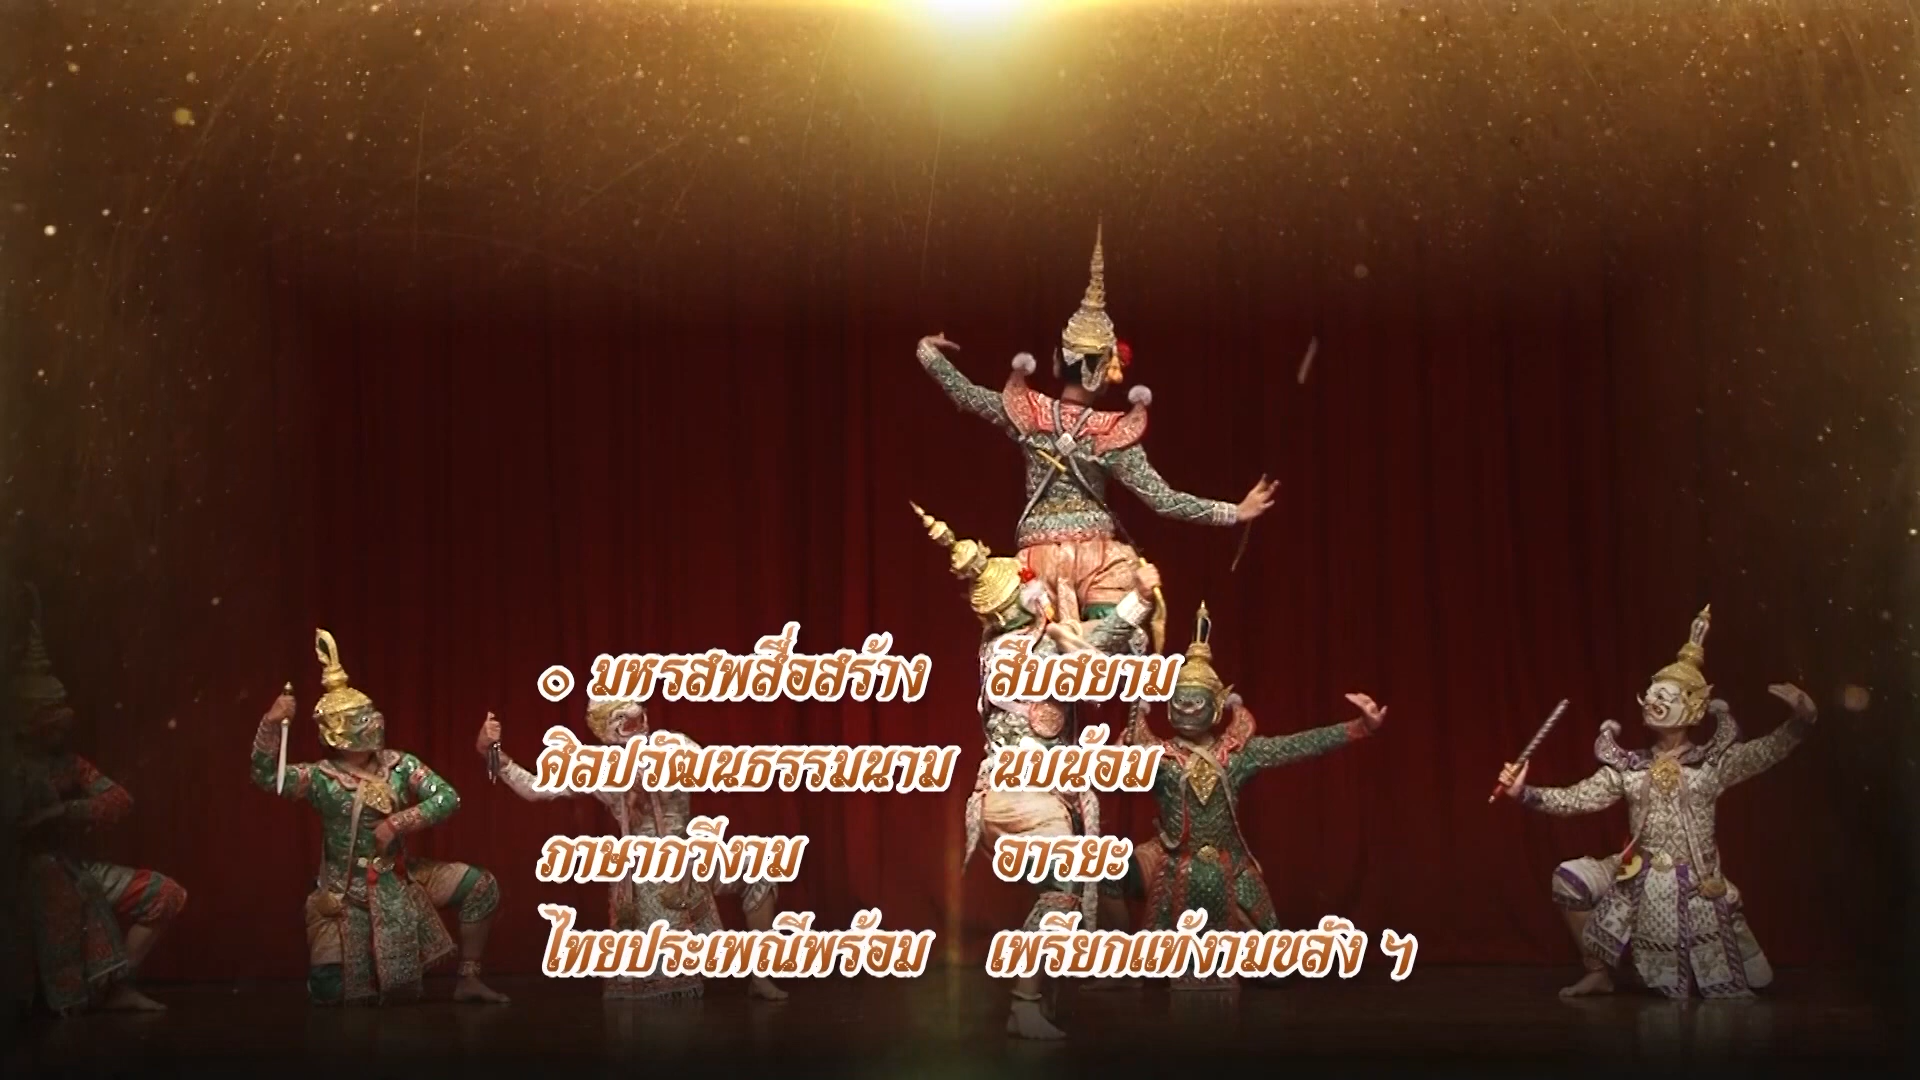 ๏ มหรสพสื่อสร้าง สืบสยาม
ศิลปวัฒนธรรมนาม นบน้อม
ภาษากวีงาม อารยะ
ไทยประเพณีพร้อม เพรียกแท้งามขลัง ฯ